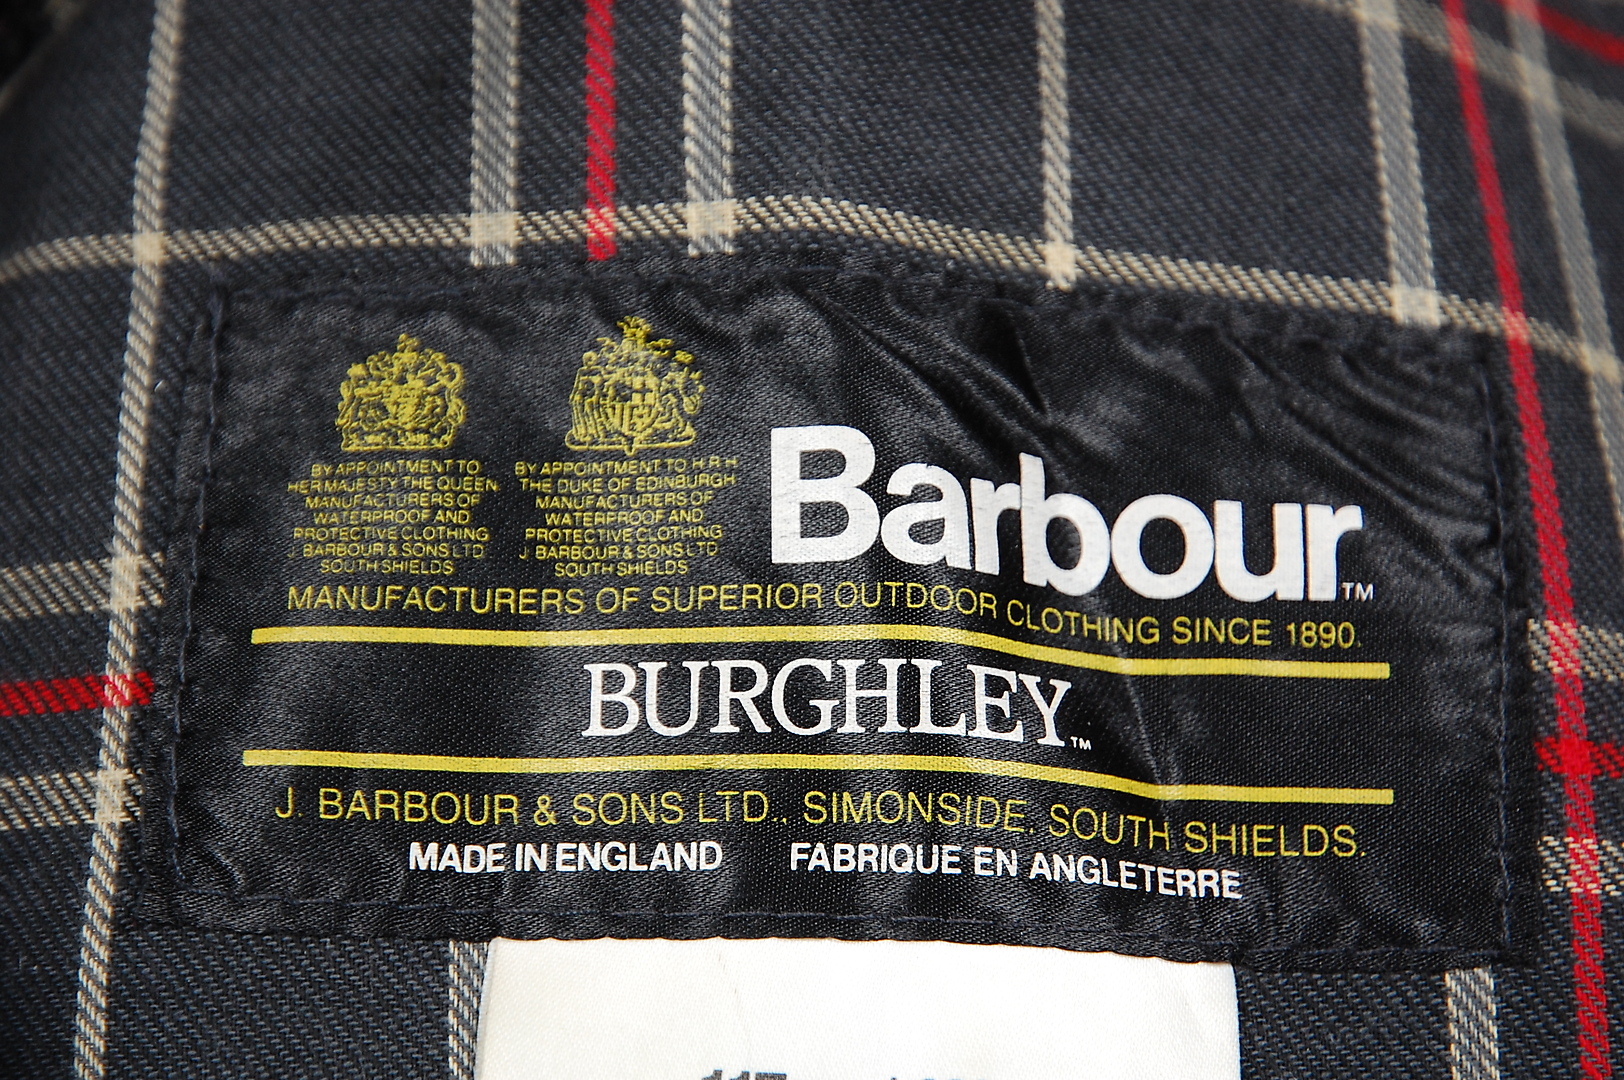 BY APPOINTMENT TO
HER MAJESTY THE QUEEN
MANUFACTURERS OF
WATERPROOF AND
PROTECTIVE CLOTHING
J BARBOUR & SONS LTD
SOUTH SHIELDS
BY APPOINTMENT TO H R H
THE DUKE OF EDINBURGH
MANUFACTURERS OF
WATERPROOF AND
PROTECTIVE CLOTHING
J BARBOUR & SONS LTD
SOUTH SHIELDS
Barbour™
MANUFACTURERS OF SUPERIOR OUTDOOR CLOTHING SINCE 1890.
BURGHLEY™
J. BARBOUR & SONS LTD., SIMONSIDE. SOUTH SHIELDS.
MADE IN ENGLAND FABRIQUE EN ANGLETERRE